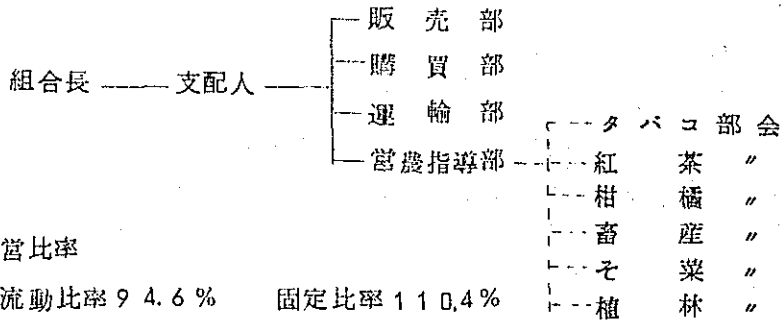 販売部
組合長 支配人 購買部
運輸部
タバコ部会
営農指導部 紅茶〃
柑橘〃
畜産〃
営比率
そ菜〃
流動比率94.6% 固定比率110.4%
植林〃